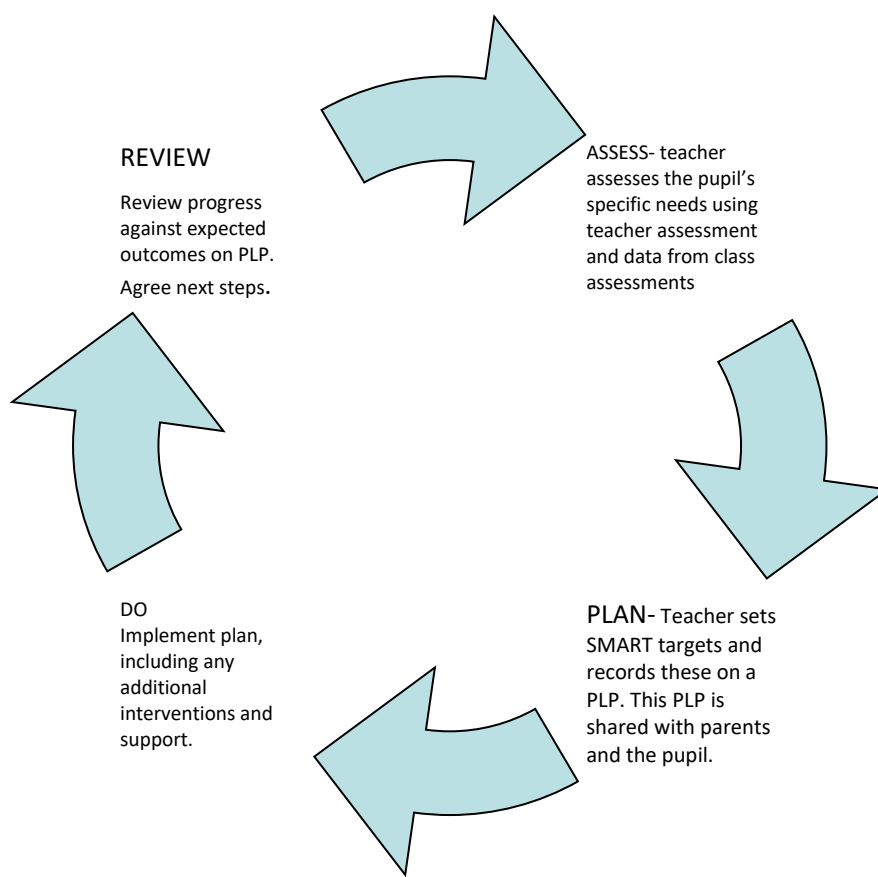 REVIEW
Review progress
against expected
outcomes on PLP.
Agree next steps.
ASSESS- teacher
assesses the pupil’s
specific needs using
teacher assessment
and data from class
assessments
PLAN- Teacher sets
SMART targets and
records these on a
PLP. This PLP is
shared with parents
and the pupil.
DO
Implement plan,
including any
additional
interventions and
support.